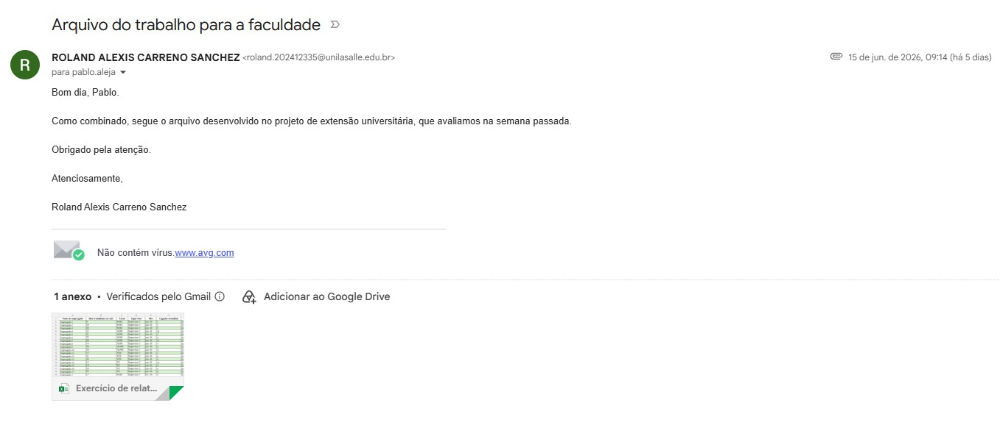 Arquivo do trabalho para a faculdade
R
ROLAND ALEXIS CARRENO SANCHEZ <roland.202412335@unilasalle.edu.br>
15 de jun. de 2026, 09:14 (há 5 dias)
para pablo.aleja
Bom dia, Pablo.
Como combinado, segue o arquivo desenvolvido no projeto de extensão universitária, que avaliamos na semana passada.
Obrigado pela atenção.
Atenciosamente,
Roland Alexis Carreno Sanchez
Não contém vírus.www.avg.com
1 anexo • Verificados pelo Gmail
Adicionar ao Google Drive
Exercício de relat...